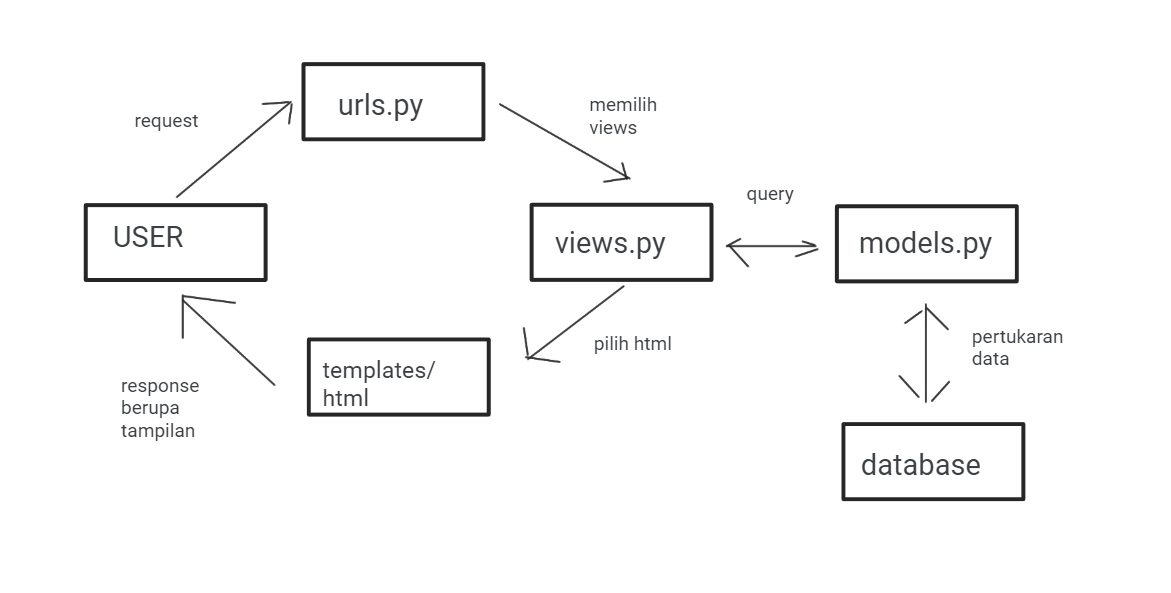 urls.py
request
memilih
views
USER
views.py
query
models.py
pilih html
pertukaran
data
templates/
html
response
berupa
tampilan
database